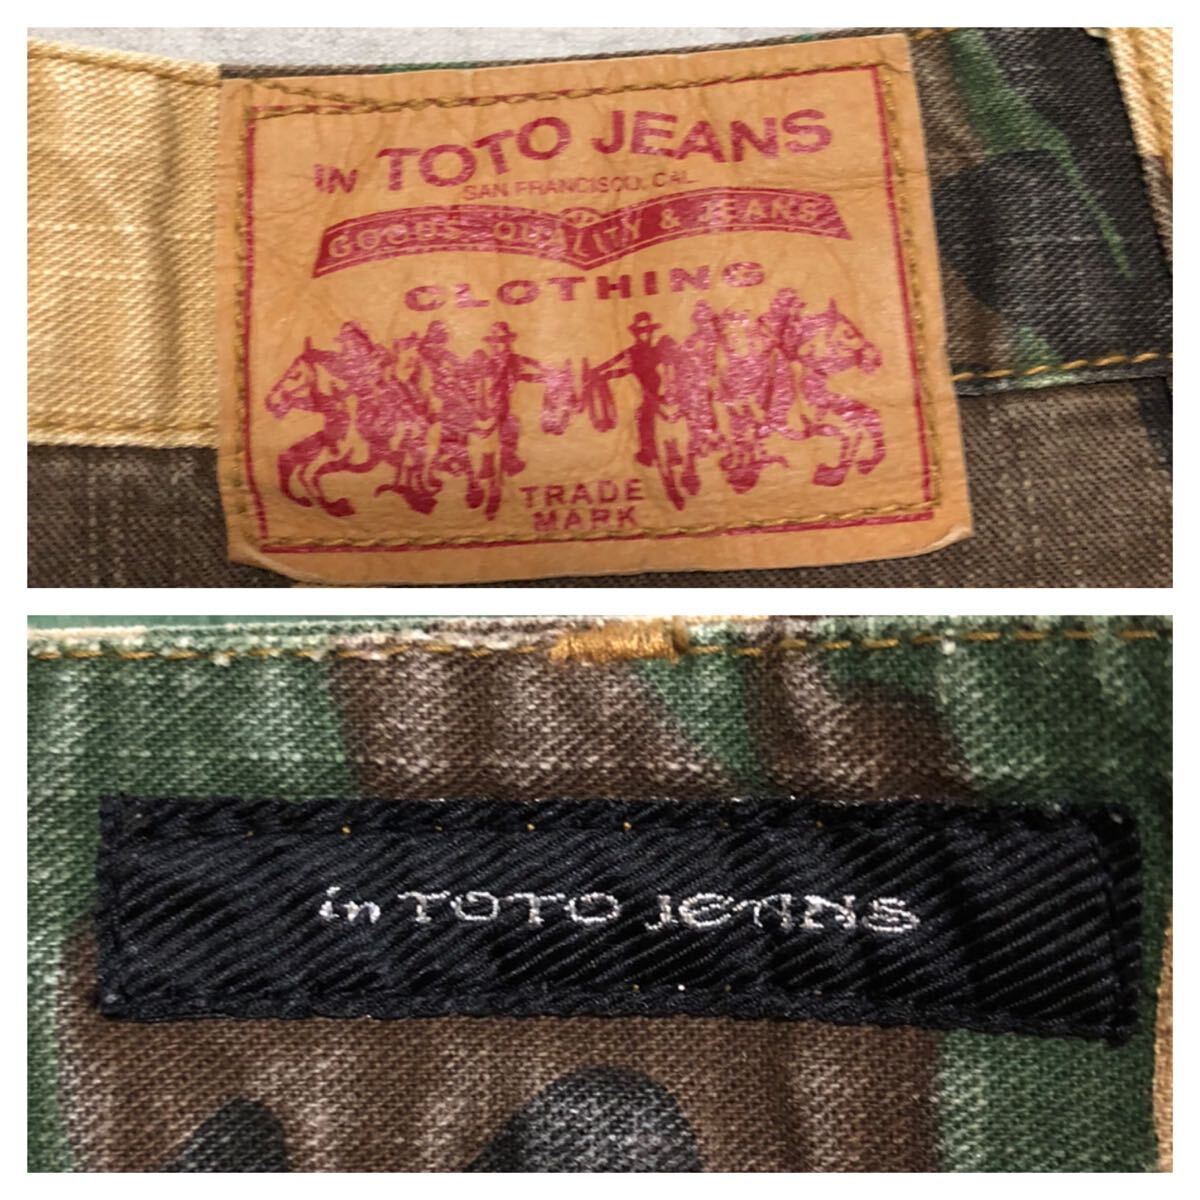 in TOTO JEANS
SAN FRANCISCO, CAL
GOODS QUALITY & JEANS
CLOTHING
TRADE
MARK
in TOTO JEANS